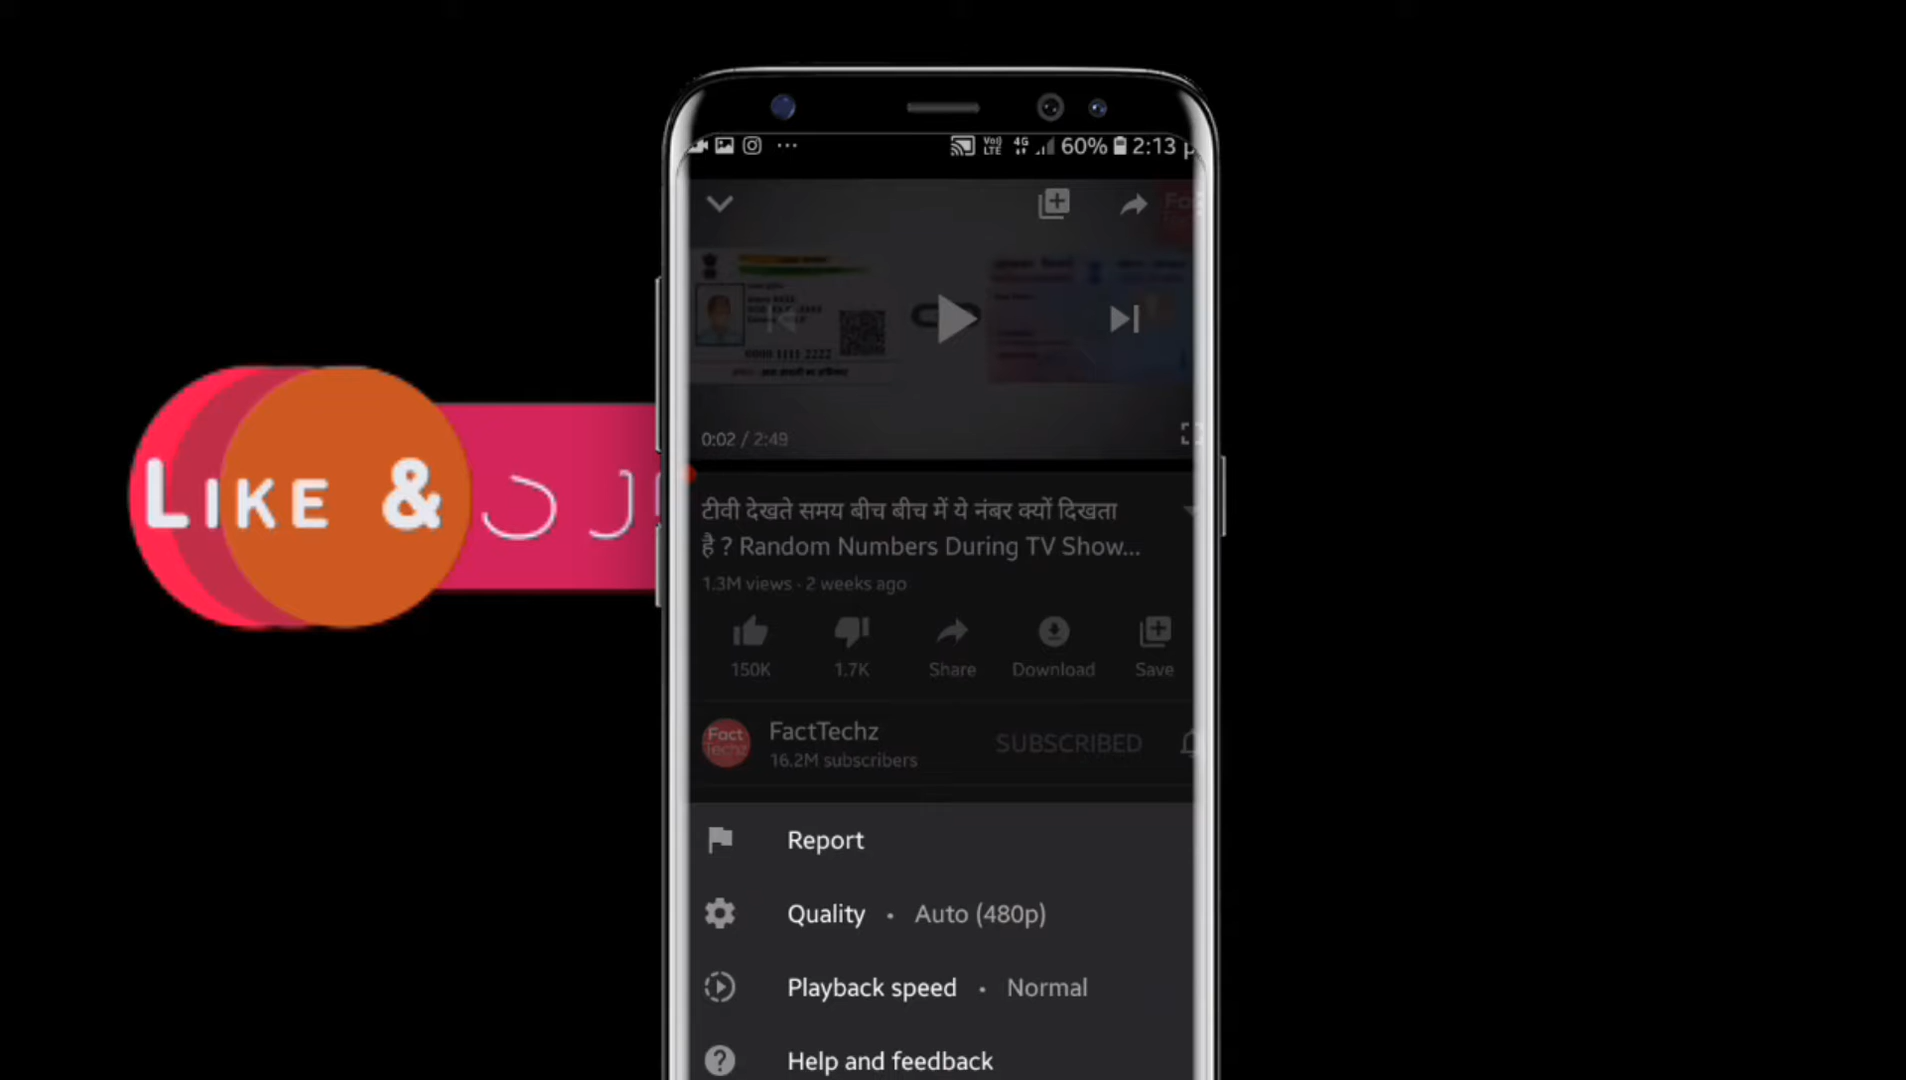 60% 2:13
0:02 / 2:49
LIKE &
टीवी देखते समय बीच बीच में ये नंबर क्यों दिखता
है ? Random Numbers During TV Show...
1.3M views · 2 weeks ago
150K 1.7K Share Download Save
Fact Techz
FactTechz
16.2M subscribers
SUBSCRIBED
Report
Quality • Auto (480p)
Playback speed • Normal
Help and feedback